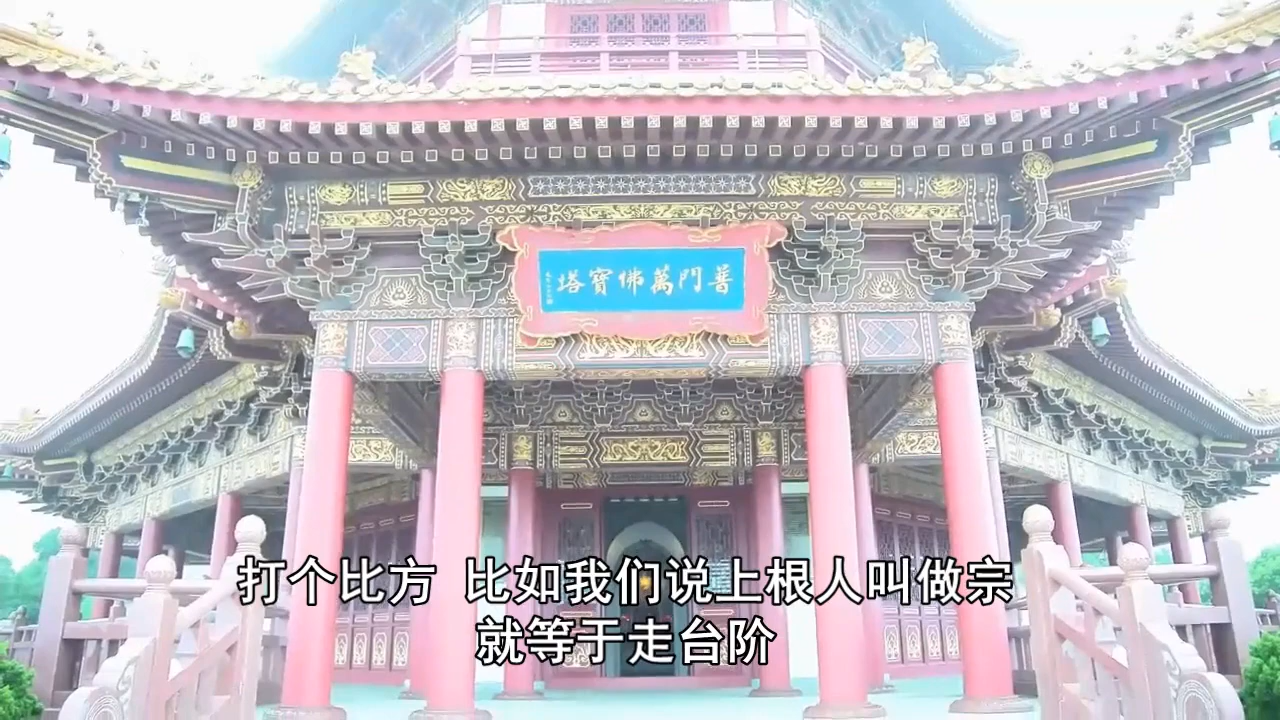 普門萬佛寶塔
打个比方 比如我们说上根人叫做宗
就等于走台阶